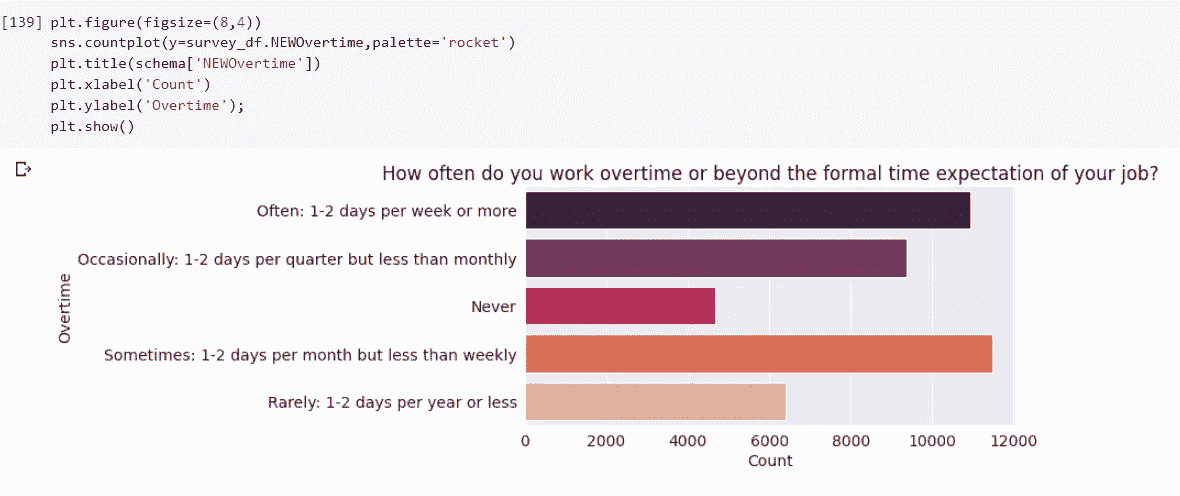 [139] plt.figure(figsize=(8,4))
sns.countplot(y=survey_df.NEWOvertime,palette='rocket')
plt.title(schema['NEWOvertime'])
plt.xlabel('Count')
plt.ylabel('Overtime');
plt.show()
How often do you work overtime or beyond the formal time expectation of your job?
Often: 1-2 days per week or more
Occasionally: 1-2 days per quarter but less than monthly
Never
Sometimes: 1-2 days per month but less than weekly
Rarely: 1-2 days per year or less
Overtime
0 2000 4000 6000 8000 10000 12000
Count